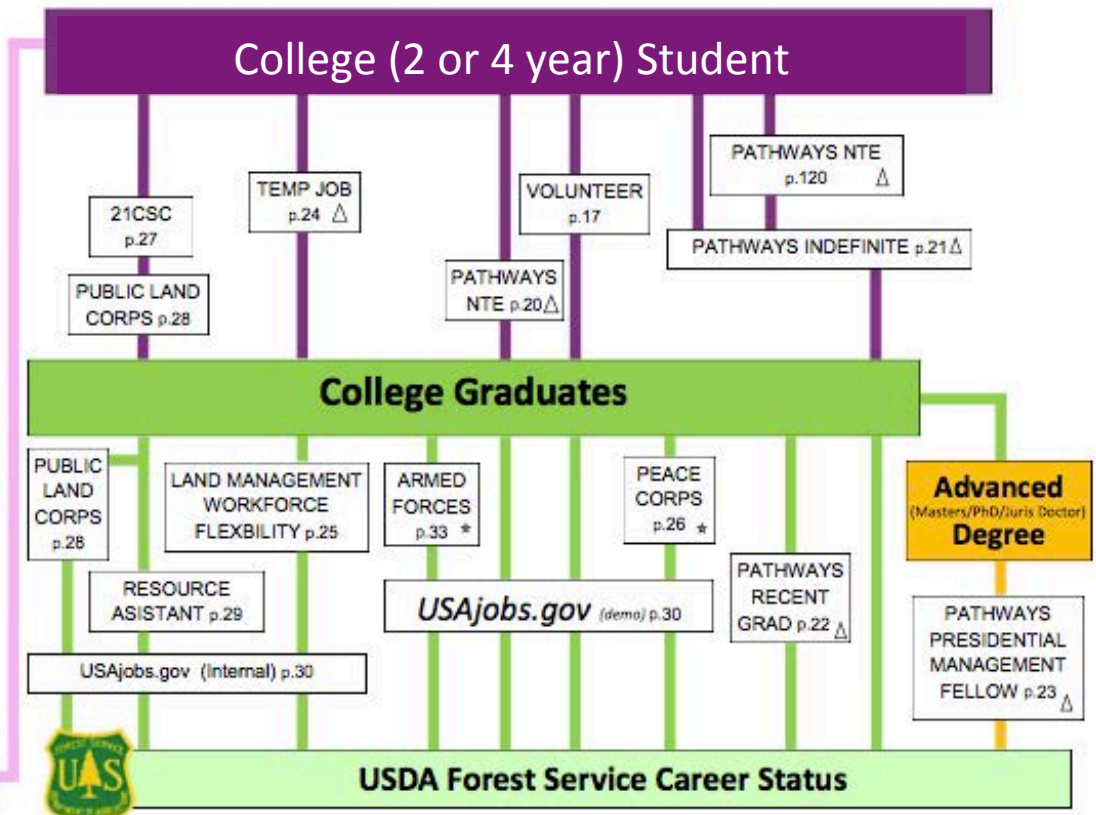 College (2 or 4 year) Student
21CSC
p.27
PUBLIC LAND
CORPS p.28
TEMP JOB
p.24 △
PATHWAYS
NTE p.20△
VOLUNTEER
p.17
PATHWAYS NTE
p.120 △
PATHWAYS INDEFINITE p.21△
College Graduates
PUBLIC
LAND
CORPS
p.28
RESOURCE
ASISTANT p.29
LAND MANAGEMENT
WORKFORCE
FLEXBILITY p.25
USAjobs.gov (Internal) p.30
ARMED
FORCES
p.33 *
USAjobs.gov (demo) p.30
PEACE
CORPS
p.26 *
PATHWAYS
RECENT
GRAD p.22 △
Advanced
(Masters/PhD/Juris Doctor)
Degree
PATHWAYS
PRESIDENTIAL
MANAGEMENT
FELLOW p.23 △
FOREST SERVICE
U S
USDA Forest Service Career Status